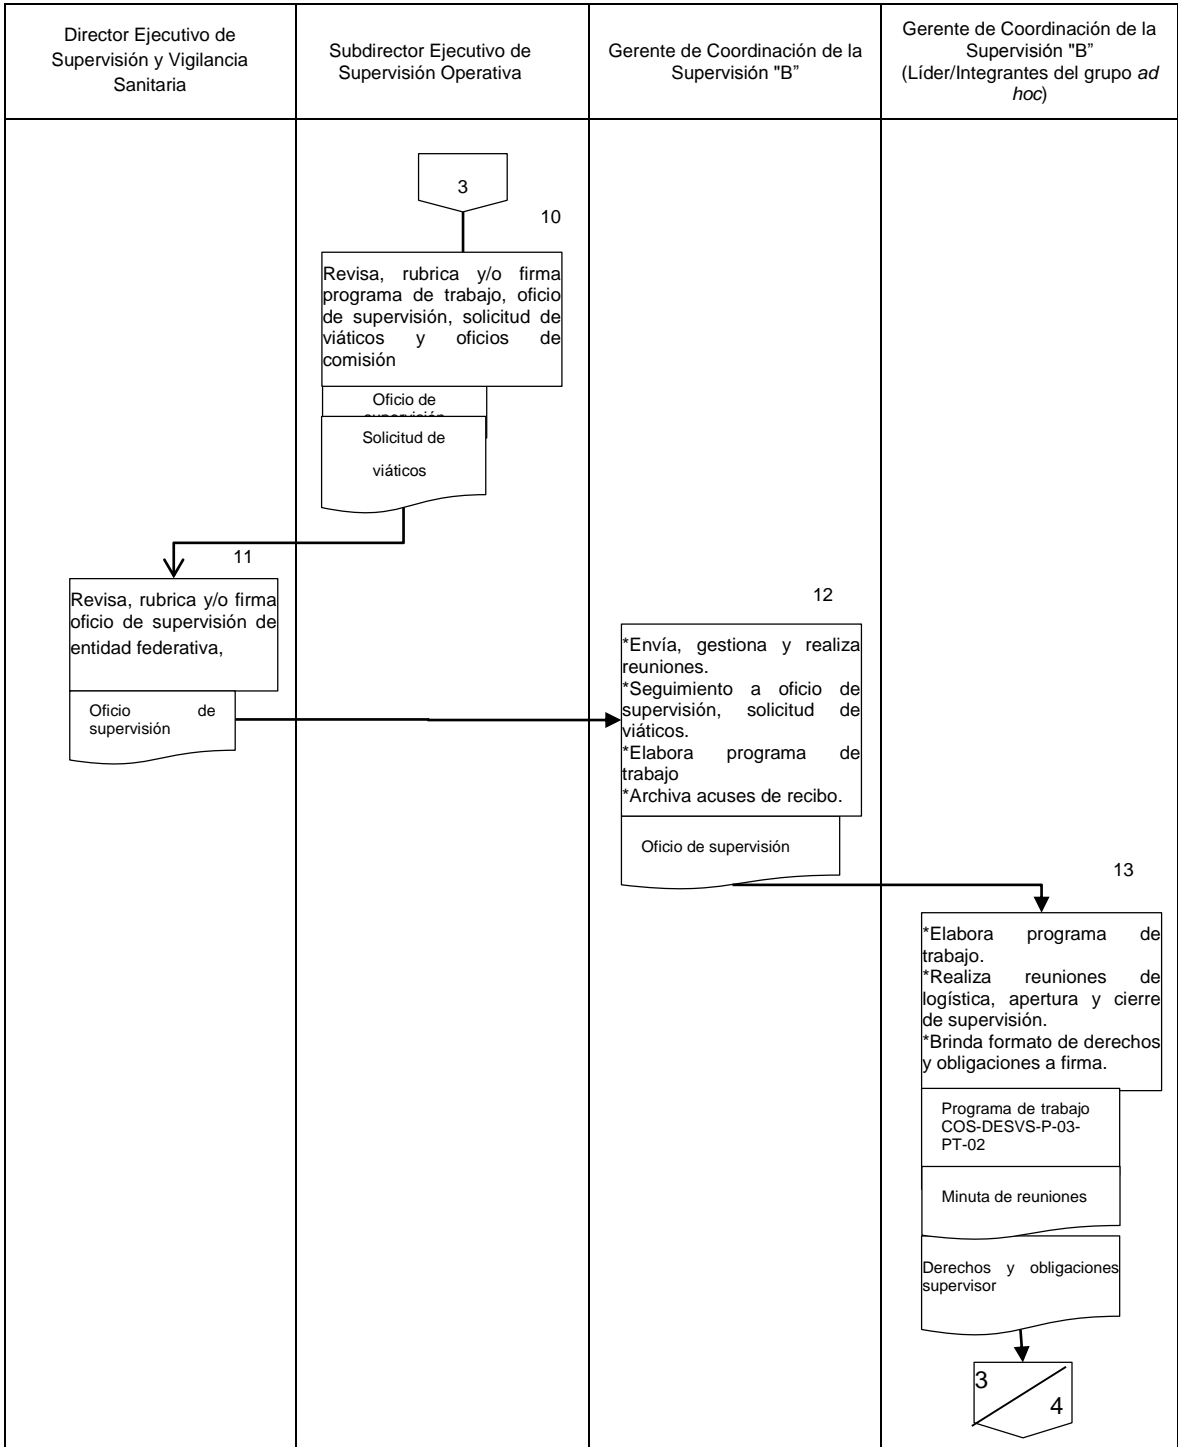 Director Ejecutivo de
Supervisión y Vigilancia
Sanitaria
Subdirector Ejecutivo de
Supervisión Operativa
Gerente de Coordinación de la
Supervisión "B”
Gerente de Coordinación de la
Supervisión "B”
(Líder/Integrantes del grupo ad
hoc)
3
10
Revisa, rubrica y/o firma
programa de trabajo, oficio
de supervisión, solicitud de
viáticos y oficios de
comisión
Oficio de
supervisión
Solicitud de
viáticos
11
Revisa, rubrica y/o firma
oficio de supervisión de
entidad federativa,
Oficio de
supervisión
12
*Envía, gestiona y realiza
reuniones.
*Seguimiento a oficio de
supervisión, solicitud de
viáticos.
*Elabora programa de
trabajo
*Archiva acuses de recibo.
Oficio de supervisión
13
*Elabora programa de
trabajo.
*Realiza reuniones de
logística, apertura y cierre
de supervisión.
*Brinda formato de derechos
y obligaciones a firma.
Programa de trabajo
COS-DESVS-P-03-
PT-02
Minuta de reuniones
Derechos y obligaciones
supervisor
3
4